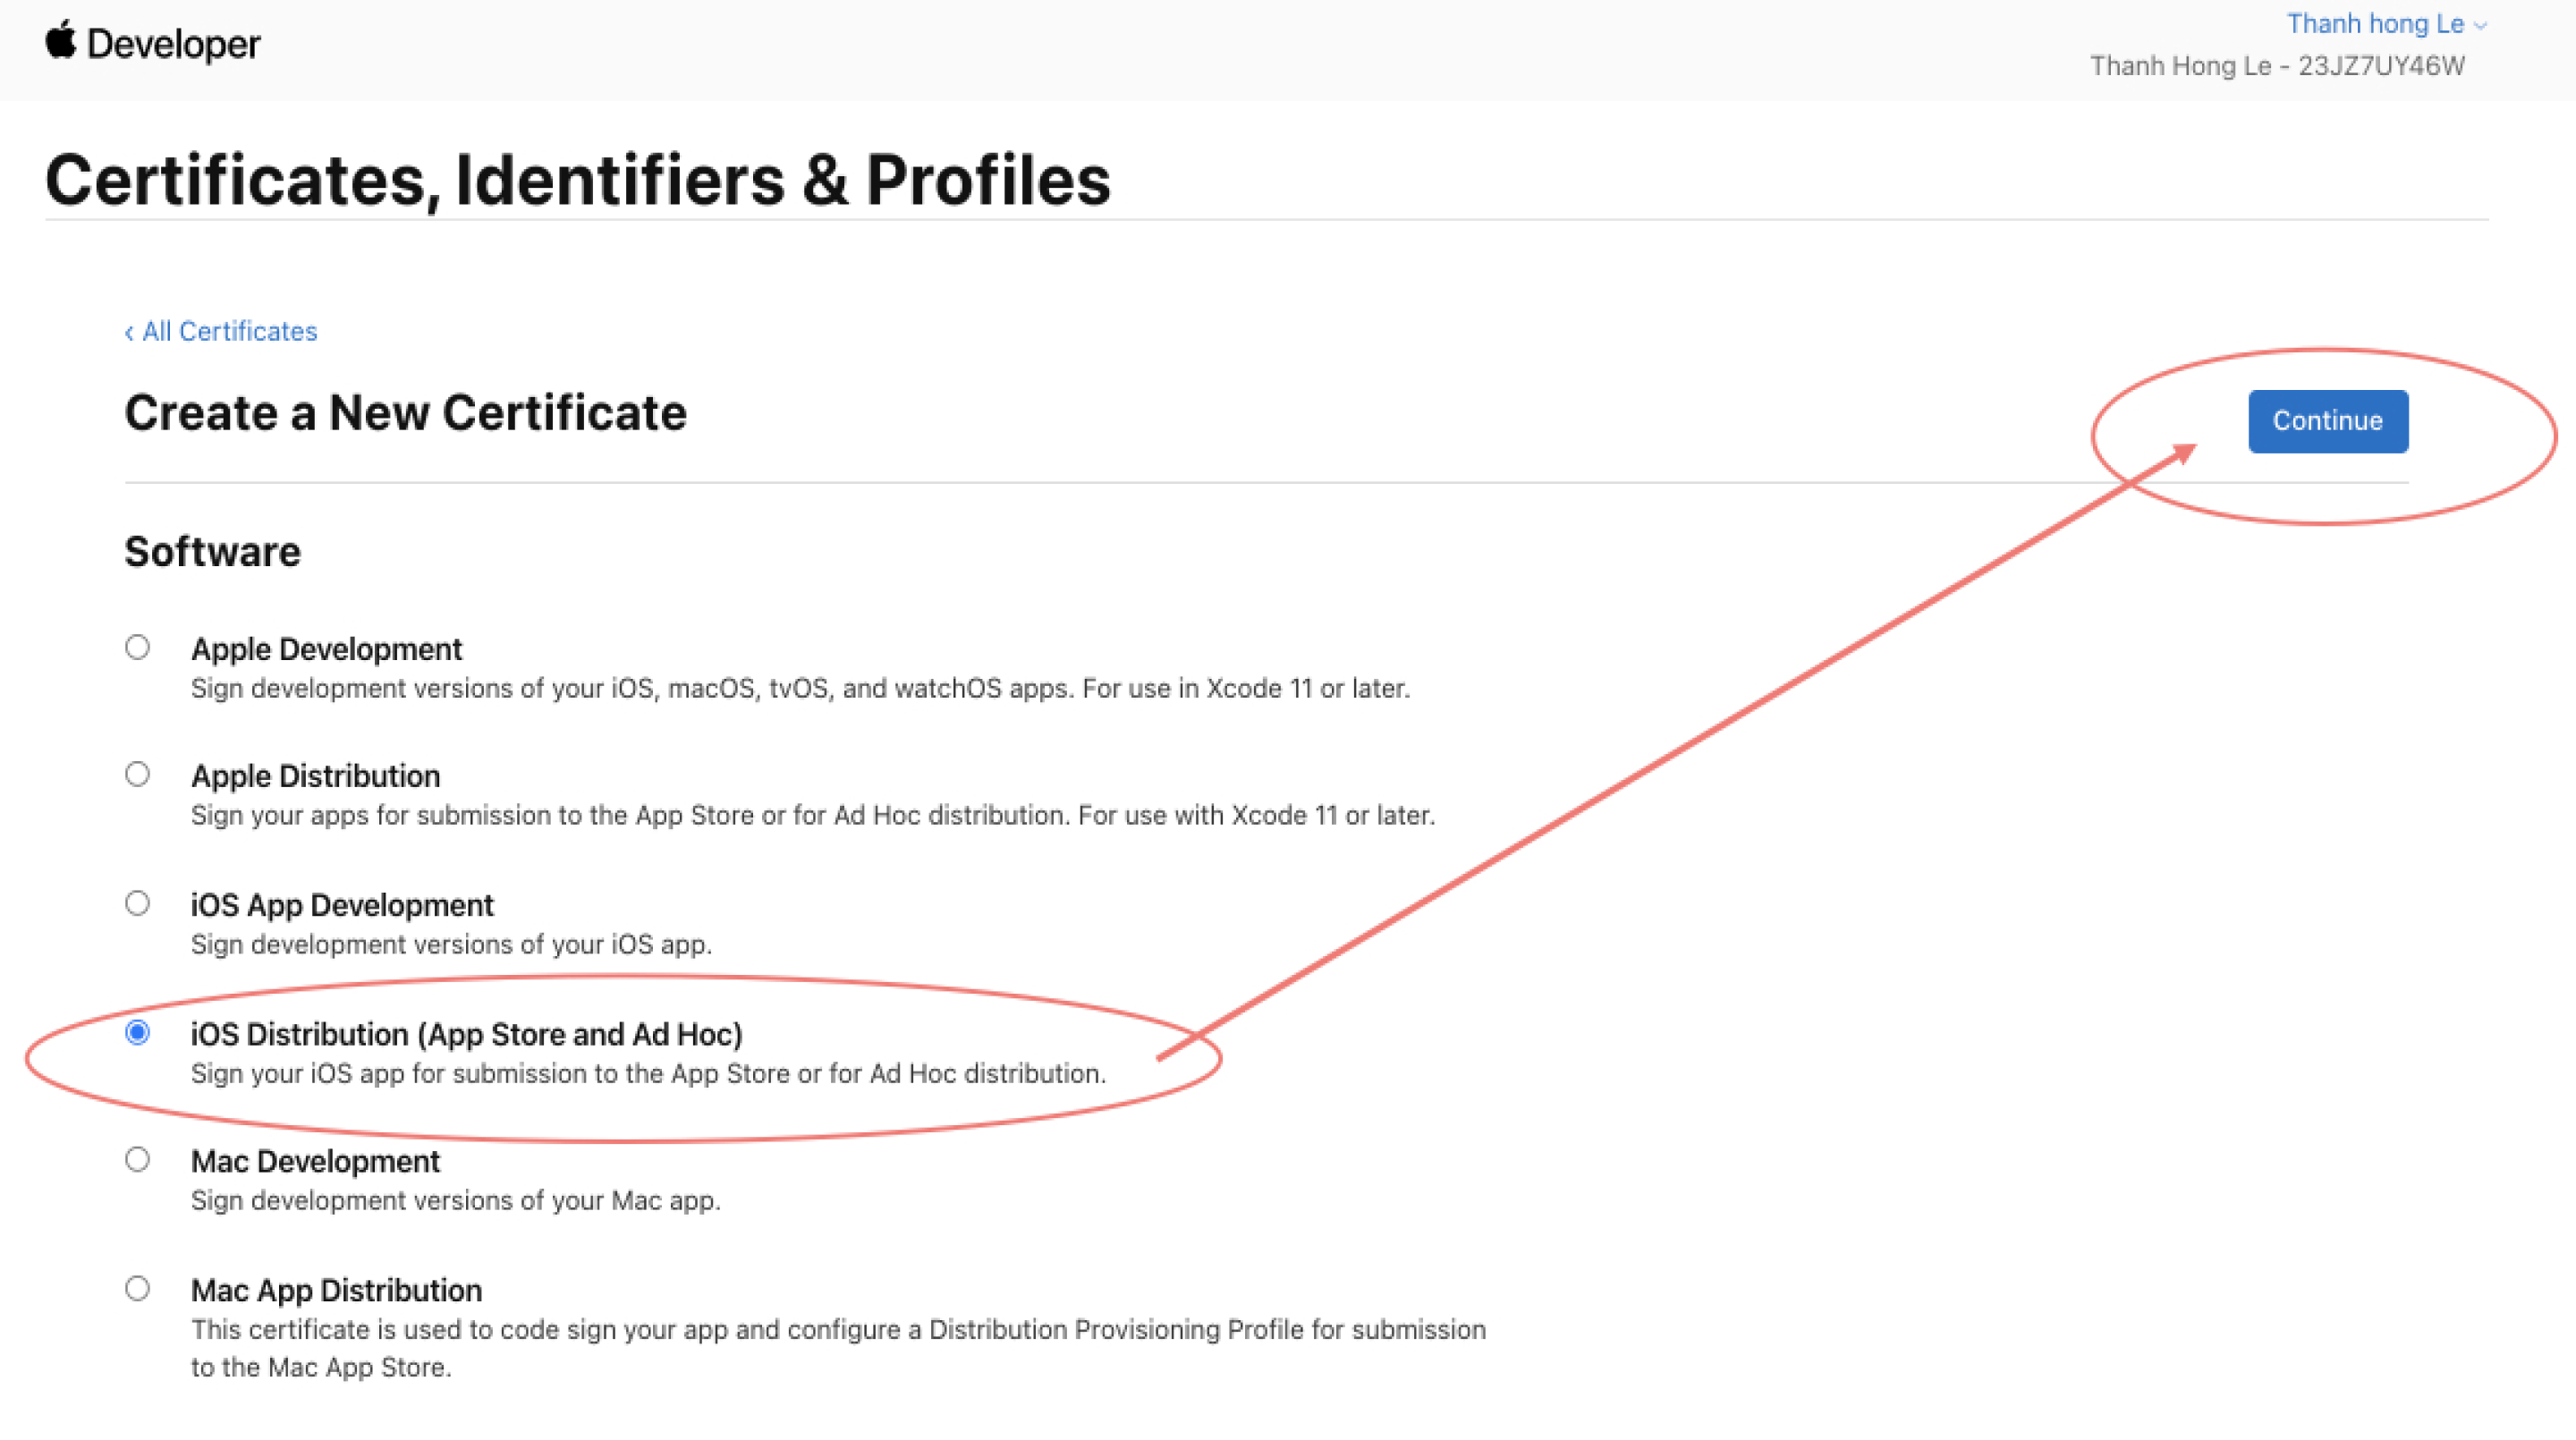 Developer
Thanh hong Le
Thanh Hong Le - 23JZ7UY46W
Certificates, Identifiers & Profiles
‹ All Certificates
Create a New Certificate
Continue
Software
Apple Development
Sign development versions of your iOS, macOS, tvOS, and watchOS apps. For use in Xcode 11 or later.
Apple Distribution
Sign your apps for submission to the App Store or for Ad Hoc distribution. For use with Xcode 11 or later.
iOS App Development
Sign development versions of your iOS app.
iOS Distribution (App Store and Ad Hoc)
Sign your iOS app for submission to the App Store or for Ad Hoc distribution.
Mac Development
Sign development versions of your Mac app.
Mac App Distribution
This certificate is used to code sign your app and configure a Distribution Provisioning Profile for submission
to the Mac App Store.